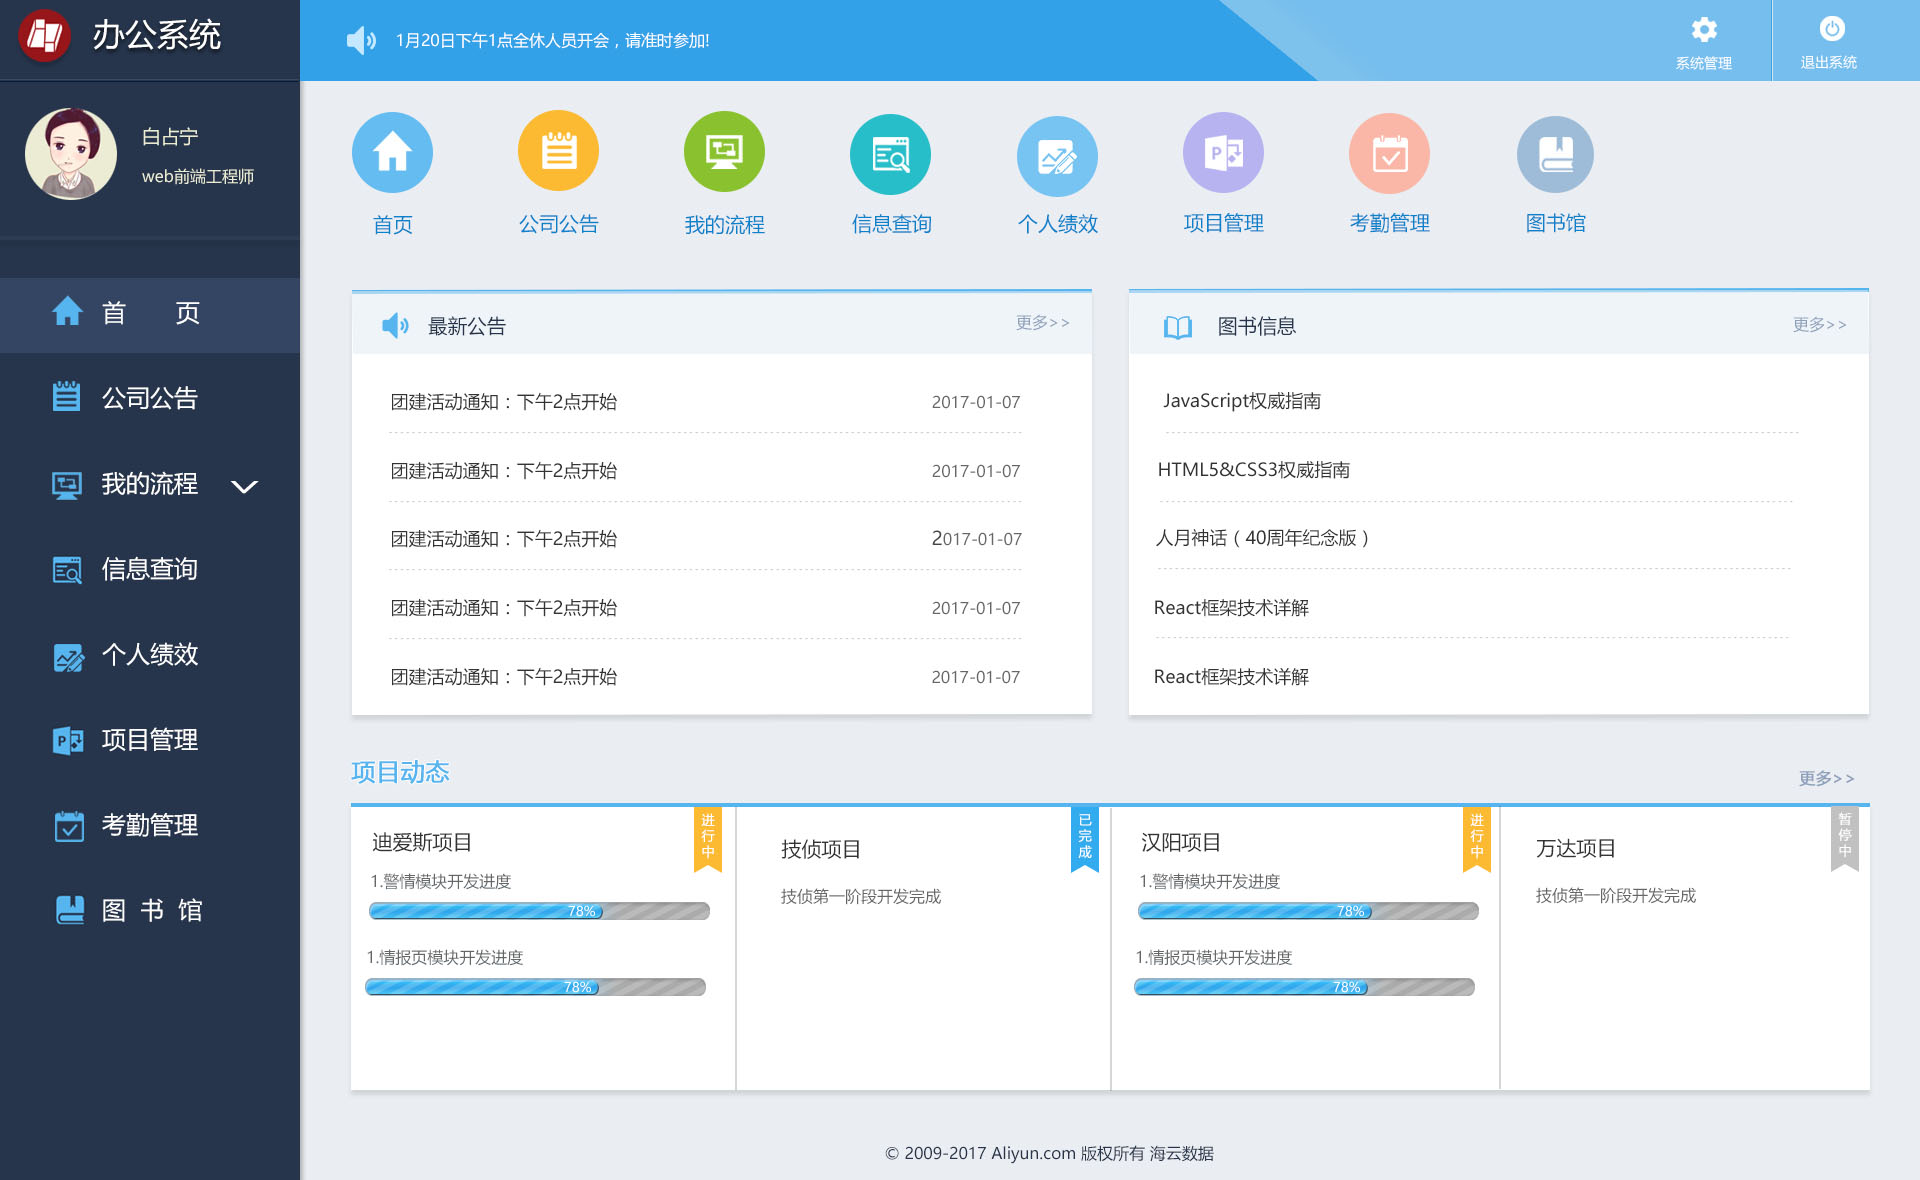 办公系统
1月20日下午1点全休人员开会，请准时参加!
系统管理
退出系统
白占宁
web前端工程师
首页
公司公告
我的流程
信息查询
个人绩效
项目管理
考勤管理
图书馆
首 页
公司公告
我的流程
信息查询
个人绩效
项目管理
考勤管理
图 书 馆
最新公告
更多>>
团建活动通知：下午2点开始 2017-01-07
团建活动通知：下午2点开始 2017-01-07
团建活动通知：下午2点开始 2017-01-07
团建活动通知：下午2点开始 2017-01-07
团建活动通知：下午2点开始 2017-01-07
图书信息
更多>>
JavaScript权威指南
HTML5&CSS3权威指南
人月神话（40周年纪念版）
React框架技术详解
React框架技术详解
项目动态
更多>>
迪爱斯项目
进行中
1.警情模块开发进度
78%
1.情报页模块开发进度
78%
技侦项目
已完成
技侦第一阶段开发完成
汉阳项目
进行中
1.警情模块开发进度
78%
1.情报页模块开发进度
78%
万达项目
暂停中
技侦第一阶段开发完成
© 2009-2017 Aliyun.com 版权所有 海云数据